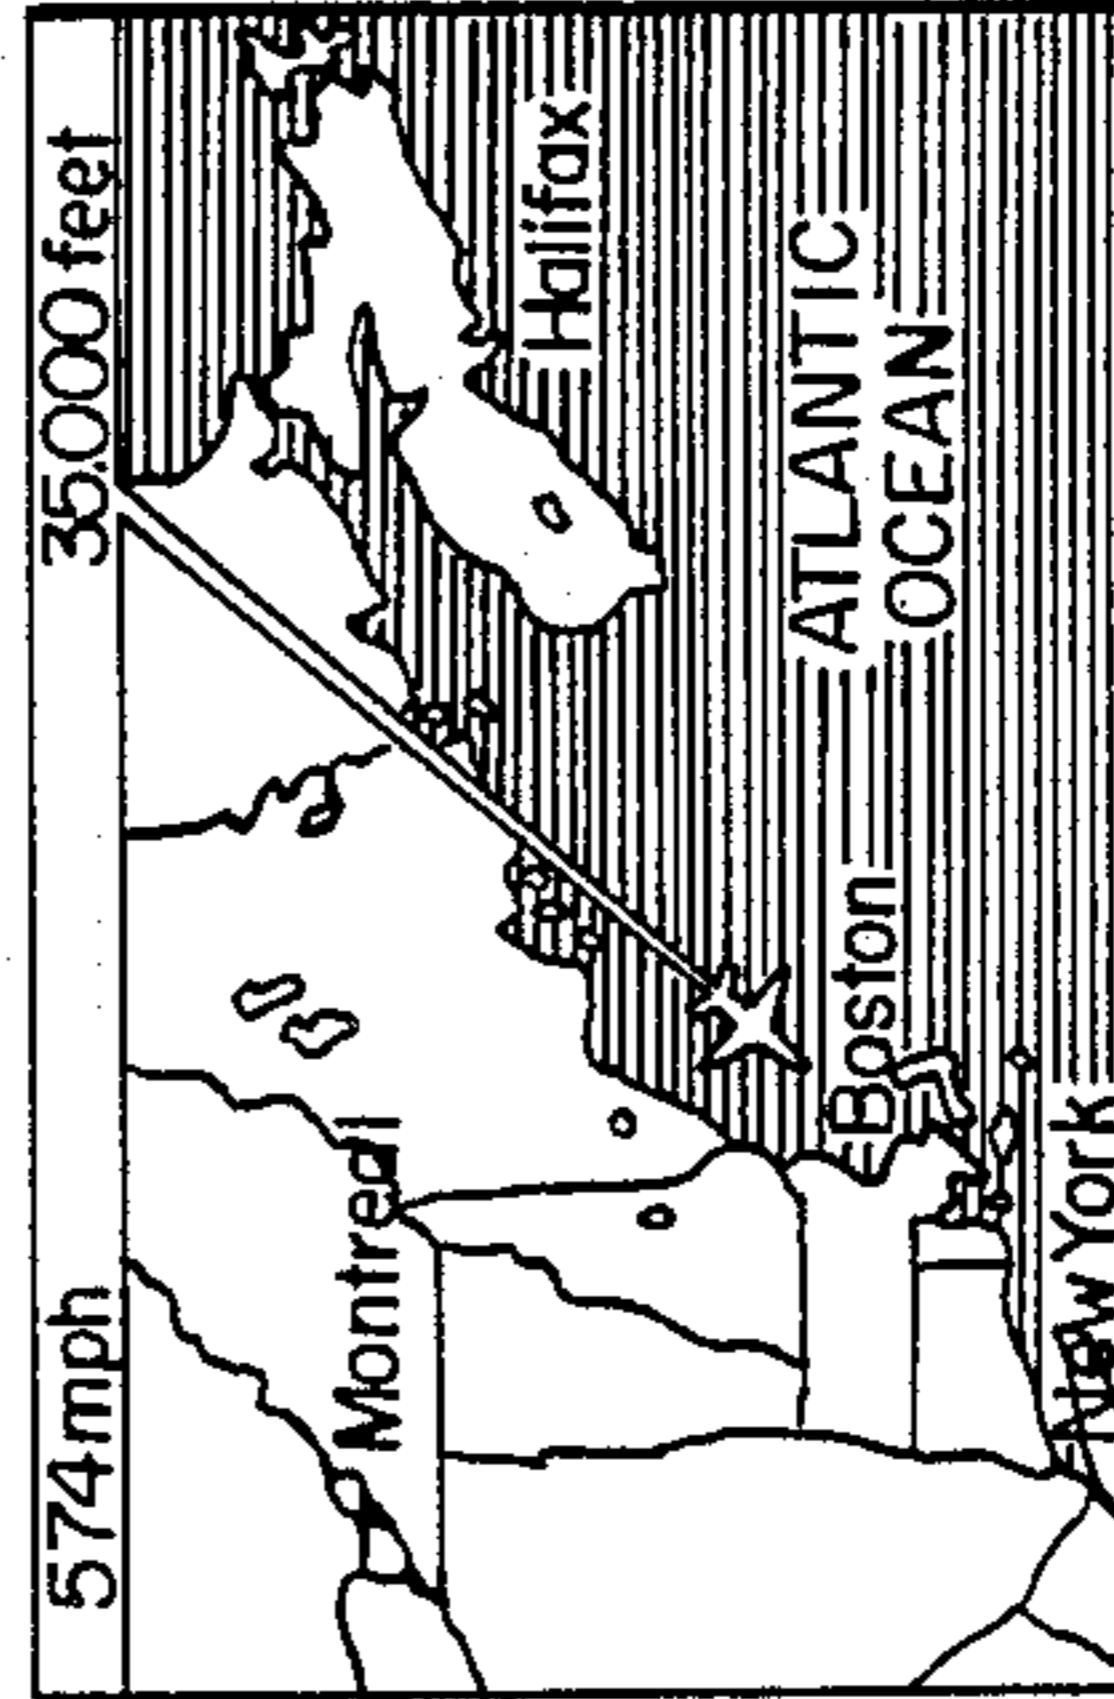 574 mph 35,000 feet
Montreal
Halifax
Boston
ATLANTIC
OCEAN
New York